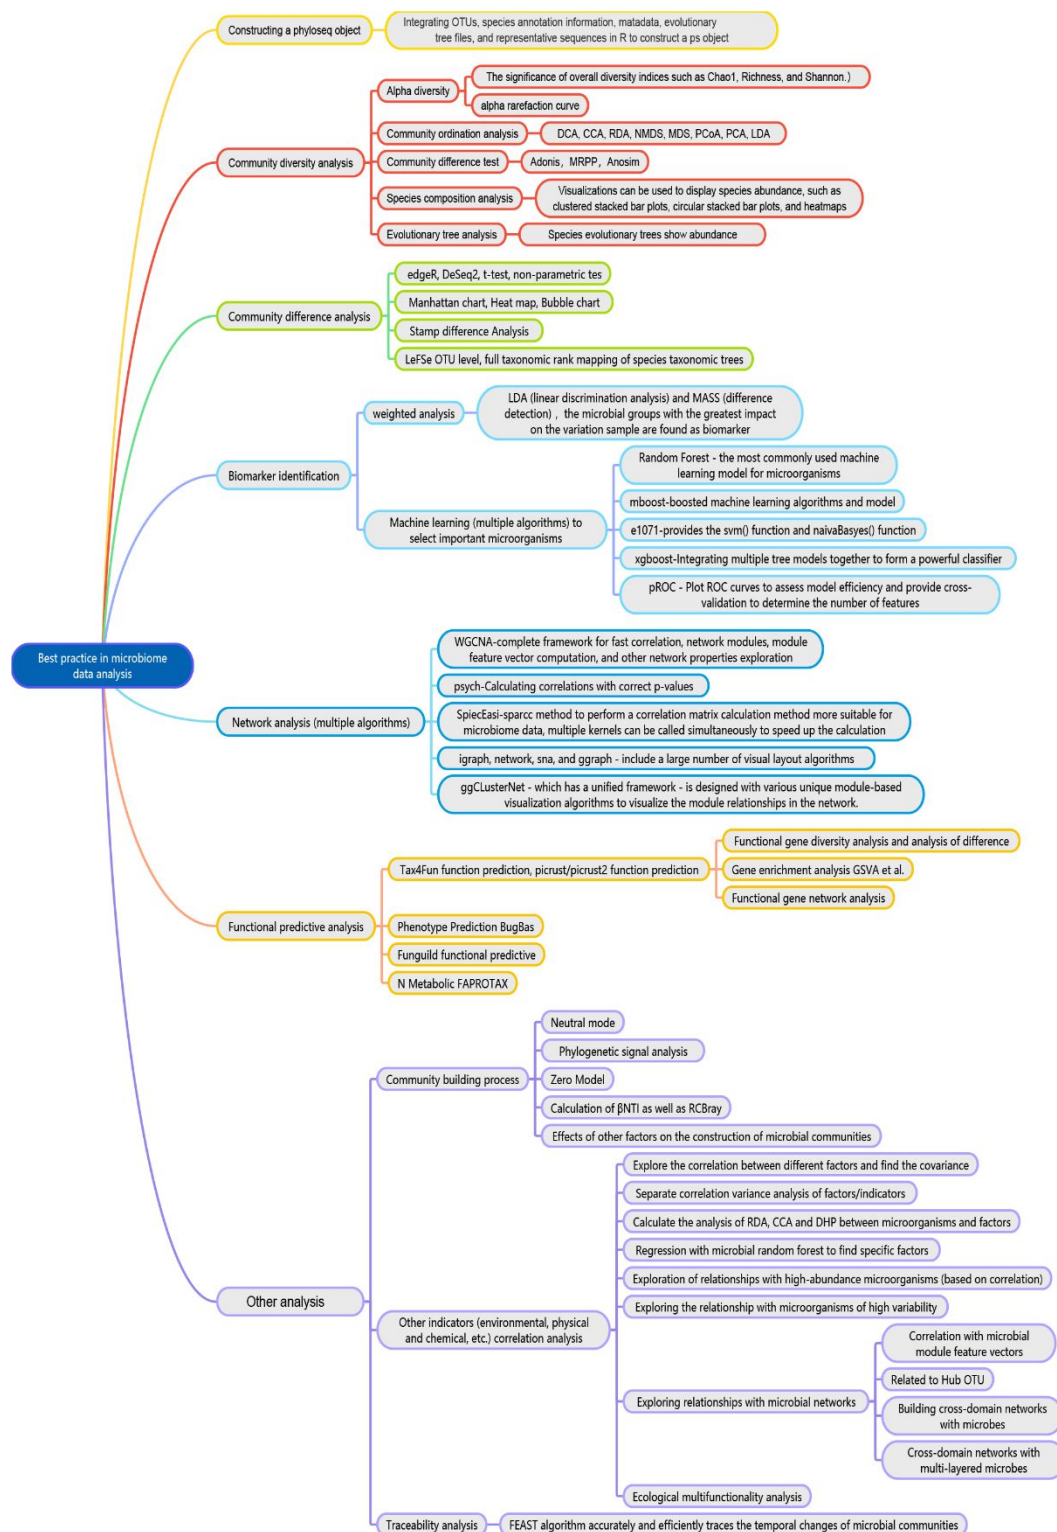 Constructing a phyloseq object
Integrating OTUs, species annotation information, matadata, evolutionary
tree files, and representative sequences in R to construct a ps object
Community diversity analysis
Alpha diversity
The significance of overall diversity indices such as Chao1, Richness, and Shannon.)
alpha rarefaction curve
Community ordination analysis
DCA, CCA, RDA, NMDS, MDS, PCoA, PCA, LDA
Community difference test
Adonis, MRPP, Anosim
Species composition analysis
Visualizations can be used to display species abundance, such as
clustered stacked bar plots, circular stacked bar plots, and heatmaps
Evolutionary tree analysis
Species evolutionary trees show abundance
Community difference analysis
edgeR, DeSeq2, t-test, non-parametric tes
Manhattan chart, Heat map, Bubble chart
Stamp difference Analysis
LeFSe OTU level, full taxonomic rank mapping of species taxonomic trees
Biomarker identification
weighted analysis
LDA (linear discrimination analysis) and MASS (difference
detection) , the microbial groups with the greatest impact
on the variation sample are found as biomarker
Machine learning (multiple algorithms) to
select important microorganisms
Random Forest - the most commonly used machine
learning model for microorganisms
mboost-boosted machine learning algorithms and model
e1071-provides the svm() function and naivaBasyes() function
xgboost-Integrating multiple tree models together to form a powerful classifier
pROC - Plot ROC curves to assess model efficiency and provide cross-
validation to determine the number of features
Best practice in microbiome
data analysis
Network analysis (multiple algorithms)
WGCNA-complete framework for fast correlation, network modules, module
feature vector computation, and other network properties exploration
psych-Calculating correlations with correct p-values
SpiecEasi-sparcc method to perform a correlation matrix calculation method more suitable for
microbiome data, multiple kernels can be called simultaneously to speed up the calculation
igraph, network, sna, and ggraph - include a large number of visual layout algorithms
ggCLusterNet - which has a unified framework - is designed with various unique module-based
visualization algorithms to visualize the module relationships in the network.
Functional predictive analysis
Tax4Fun function prediction, picrust/picrust2 function prediction
Functional gene diversity analysis and analysis of difference
Gene enrichment analysis GSVA et al.
Functional gene network analysis
Phenotype Prediction BugBas
Funguild functional predictive
N Metabolic FAPROTAX
Other analysis
Community building process
Neutral mode
Phylogenetic signal analysis
Zero Model
Calculation of βNTI as well as RCBray
Effects of other factors on the construction of microbial communities
Other indicators (environmental, physical
and chemical, etc.) correlation analysis
Explore the correlation between different factors and find the covariance
Separate correlation variance analysis of factors/indicators
Calculate the analysis of RDA, CCA and DHP between microorganisms and factors
Regression with microbial random forest to find specific factors
Exploration of relationships with high-abundance microorganisms (based on correlation)
Exploring the relationship with microorganisms of high variability
Exploring relationships with microbial networks
Correlation with microbial
module feature vectors
Related to Hub OTU
Building cross-domain networks
with microbes
Cross-domain networks with
multi-layered microbes
Ecological multifunctionality analysis
Traceability analysis
FEAST algorithm accurately and efficiently traces the temporal changes of microbial communities